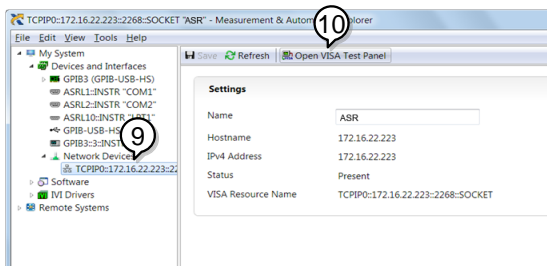 TCPIP0::172.16.22.223::2268::SOCKET "ASR" - Measurement & Autom plorer
10
File Edit View Tools Help
My System
Devices and Interfaces
GPIB3 (GPIB-USB-HS)
ASRL1::INSTR "COM1"
ASRL2::INSTR "COM2"
ASRL10::INSTR "LPT1"
GPIB-USB-HS
GPIB3::3::INST
9
Network Devices
TCPIP0::172.16.22.223::22
Software
IVI Drivers
Remote Systems
Save Refresh Open VISA Test Panel
Settings
Name ASR
Hostname 172.16.22.223
IPv4 Address 172.16.22.223
Status Present
VISA Resource Name TCPIP0::172.16.22.223::2268::SOCKET